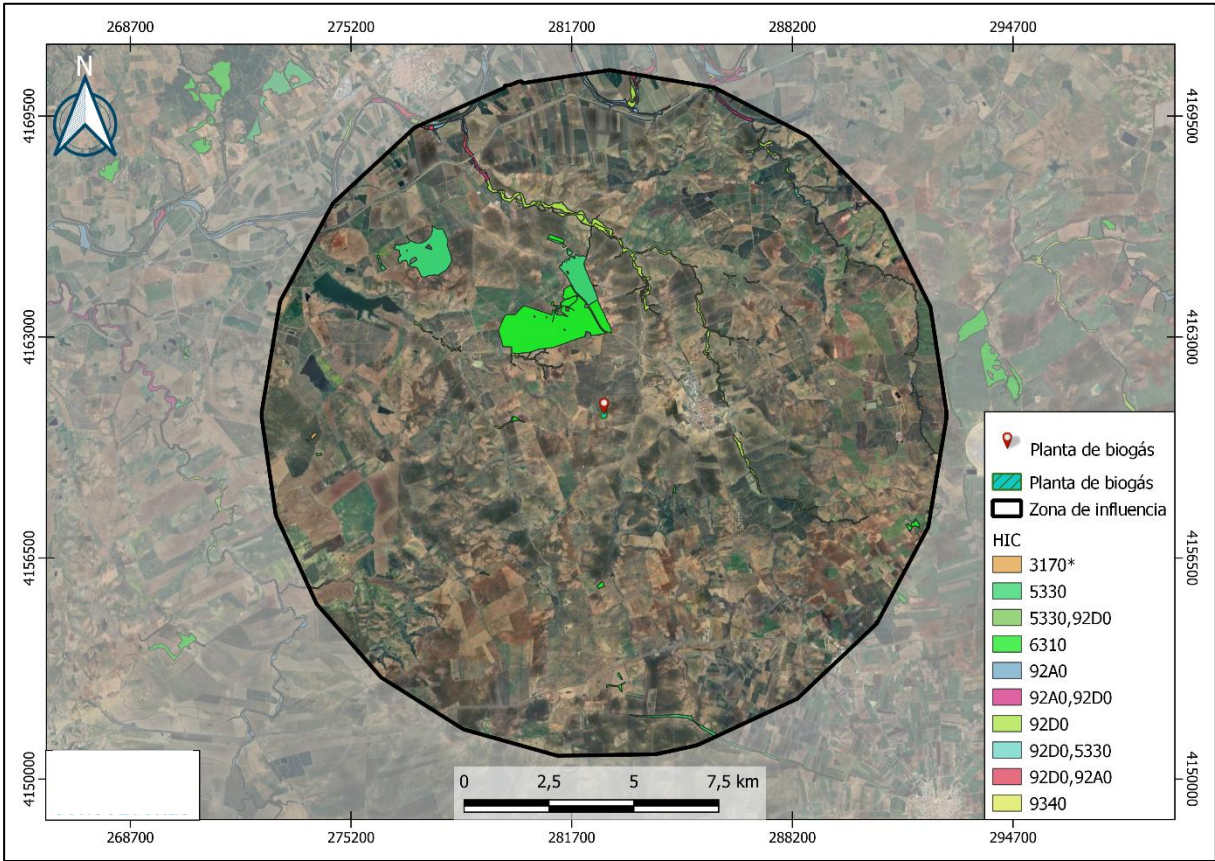 268700 275200 281700 288200 294700
N
4169500 4169500
4163000 4163000
4156500 4156500
4150000 4150000
Planta de biogás
Planta de biogás
Zona de influencia
HIC
3170*
5330
5330,92D0
6310
92A0
92A0,92D0
92D0
92D0,5330
92D0,92A0
9340
0 2,5 5 7,5 km
268700 275200 281700 288200 294700